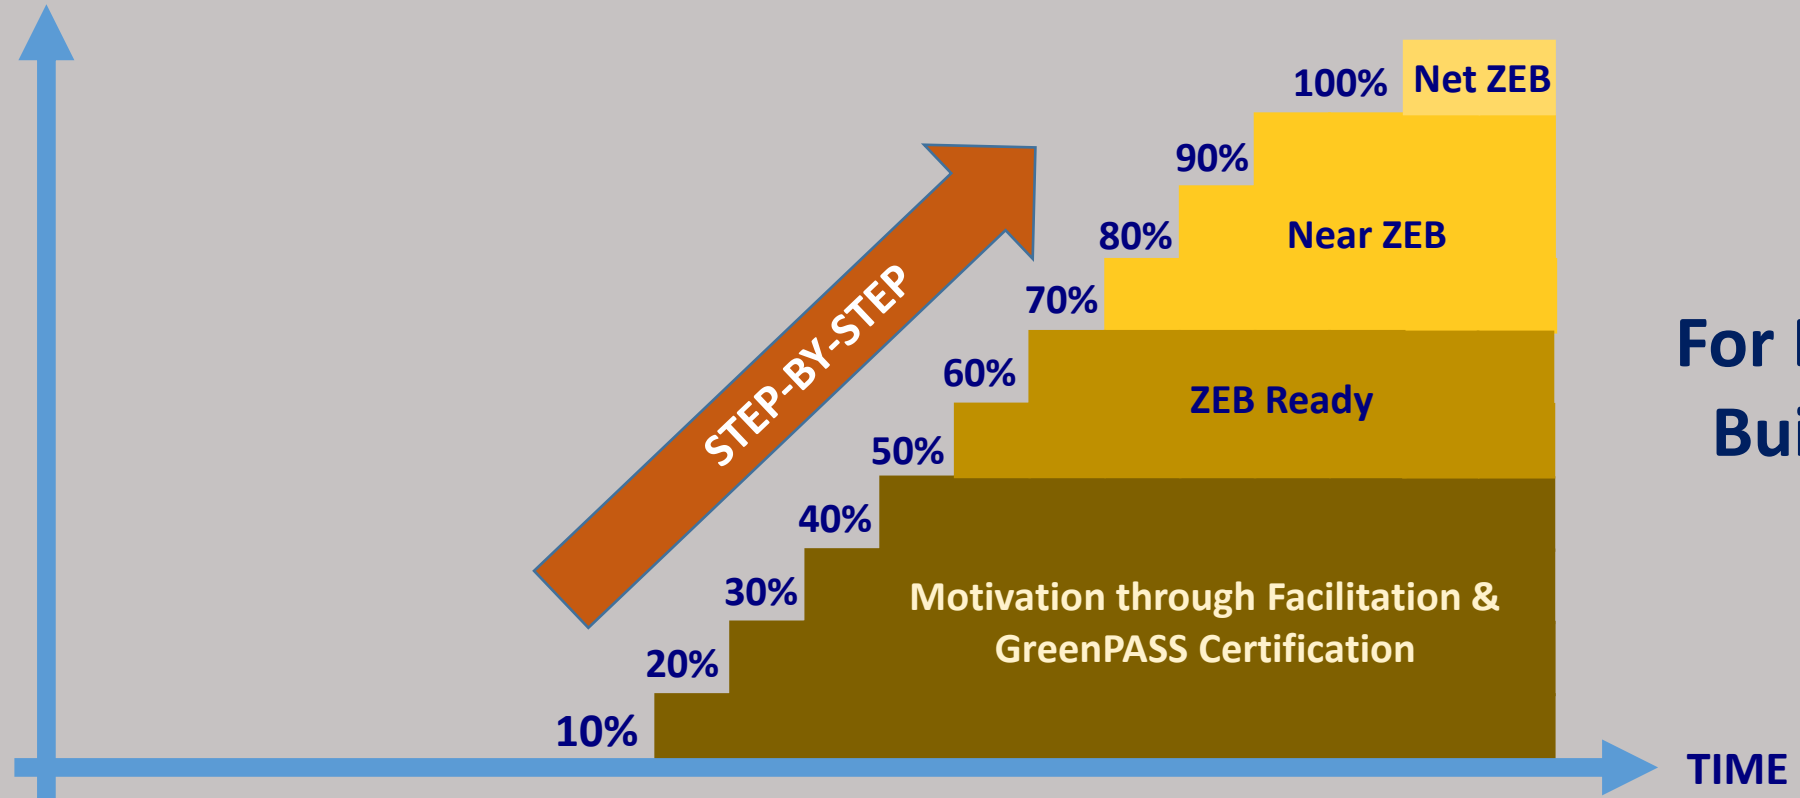 100%
Net ZEB
90%
80%
Near ZEB
70%
60%
ZEB Ready
50%
40%
30%
20%
10%
STEP-BY-STEP
Motivation through Facilitation &
GreenPASS Certification
For
TIME